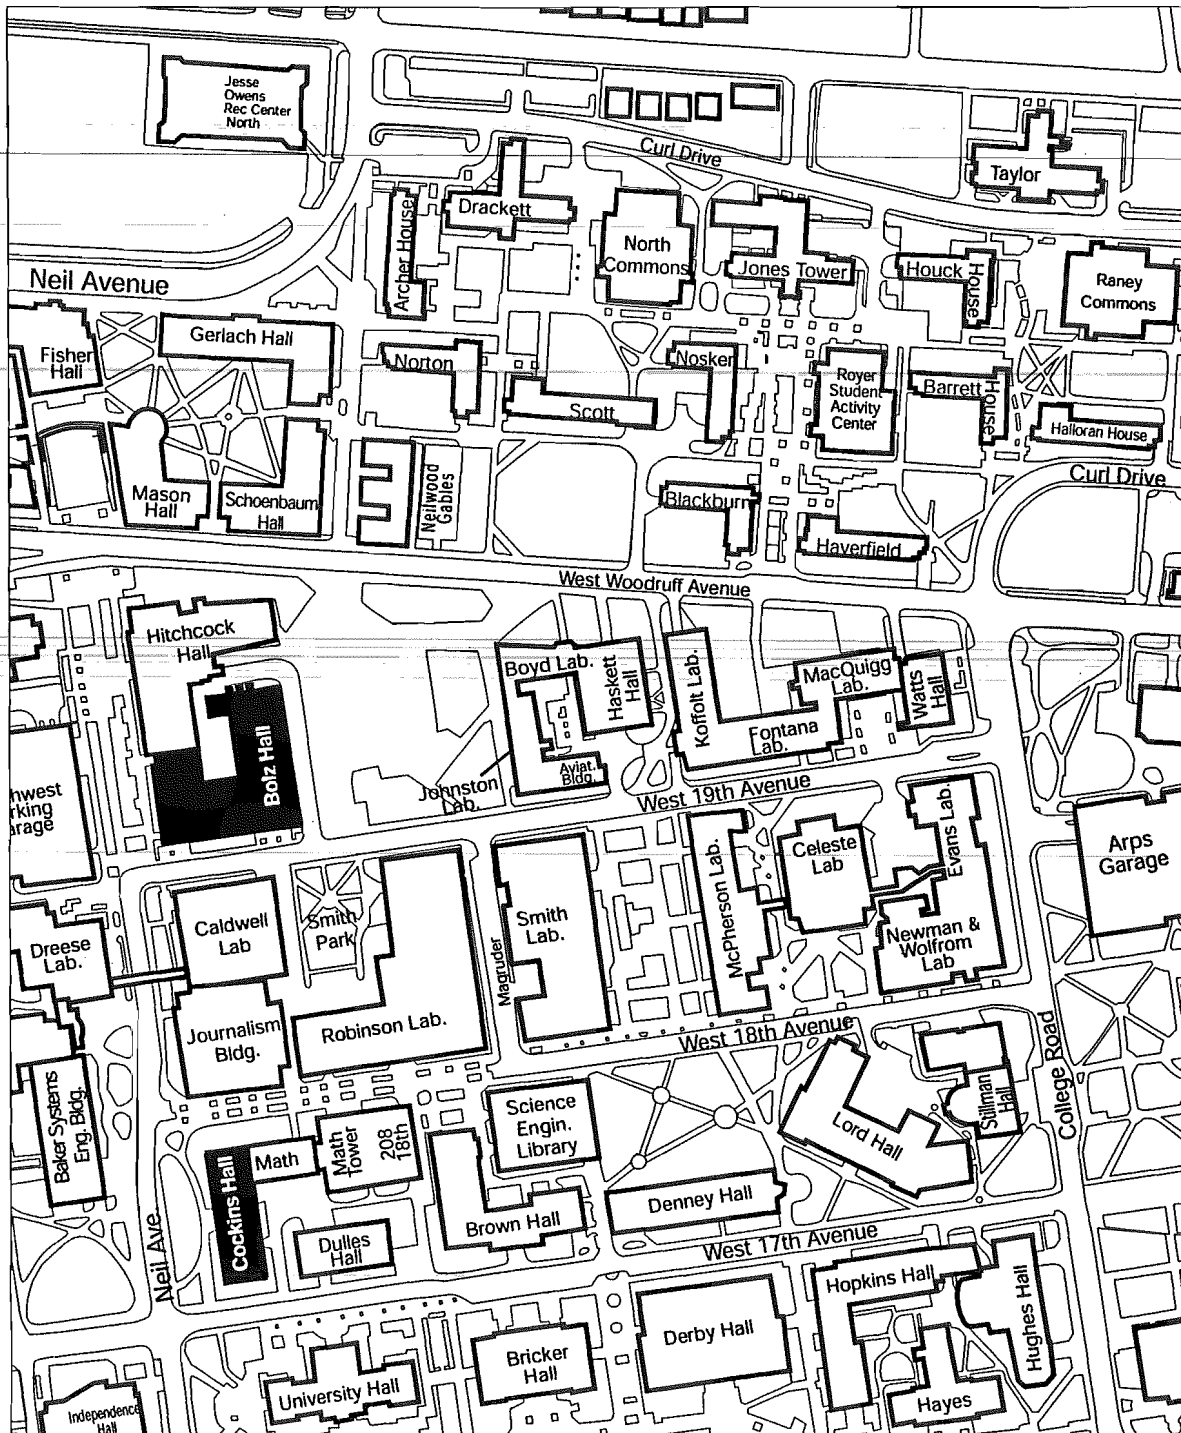 Jesse
Owens
Rec Center
North
Curl Drive
Taylor
Drackett
Archer House
North
Commons
Jones Tower
Houck
House
Raney
Commons
Neil Avenue
Gerlach Hall
Fisher
Hall
Norton
Scott
Nosker
Royer
Student
Activity
Center
Barrett
House
Halloran House
Curl Drive
Mason
Hall
Schoenbaum
Hall
Neilwood
Gables
Blackburn
Haverfield
West Woodruff Avenue
Hitchcock
Hall
Boyd Lab.
Haskett
Hall
Koffolt Lab.
MacQuigg
Lab.
Watts
Hall
Fontana
Lab.
Bolz Hall
Aviat.
Bldg.
Johnston
Lab.
West 19th Avenue
hwest
rking
arage
McPherson Lab.
Celeste
Lab
Evans Lab.
Arps
Garage
Caldwell
Lab
Smith
Park
Smith
Lab.
Dreese
Lab.
Newman &
Wolfrom
Lab
Magruder
Journalism
Bldg.
Robinson Lab.
West 18th Avenue
College Road
Baker Systems
Eng. Bldg.
Science
Engin.
Library
Stillman
Hall
Lord Hall
Math
Math
Tower
208
18th
Cockins Hall
Denney Hall
Brown Hall
Dulles
Hall
Neil Ave.
West 17th Avenue
Hopkins Hall
Hughes Hall
Derby Hall
Bricker
Hall
University Hall
Hayes
Independence
Hall